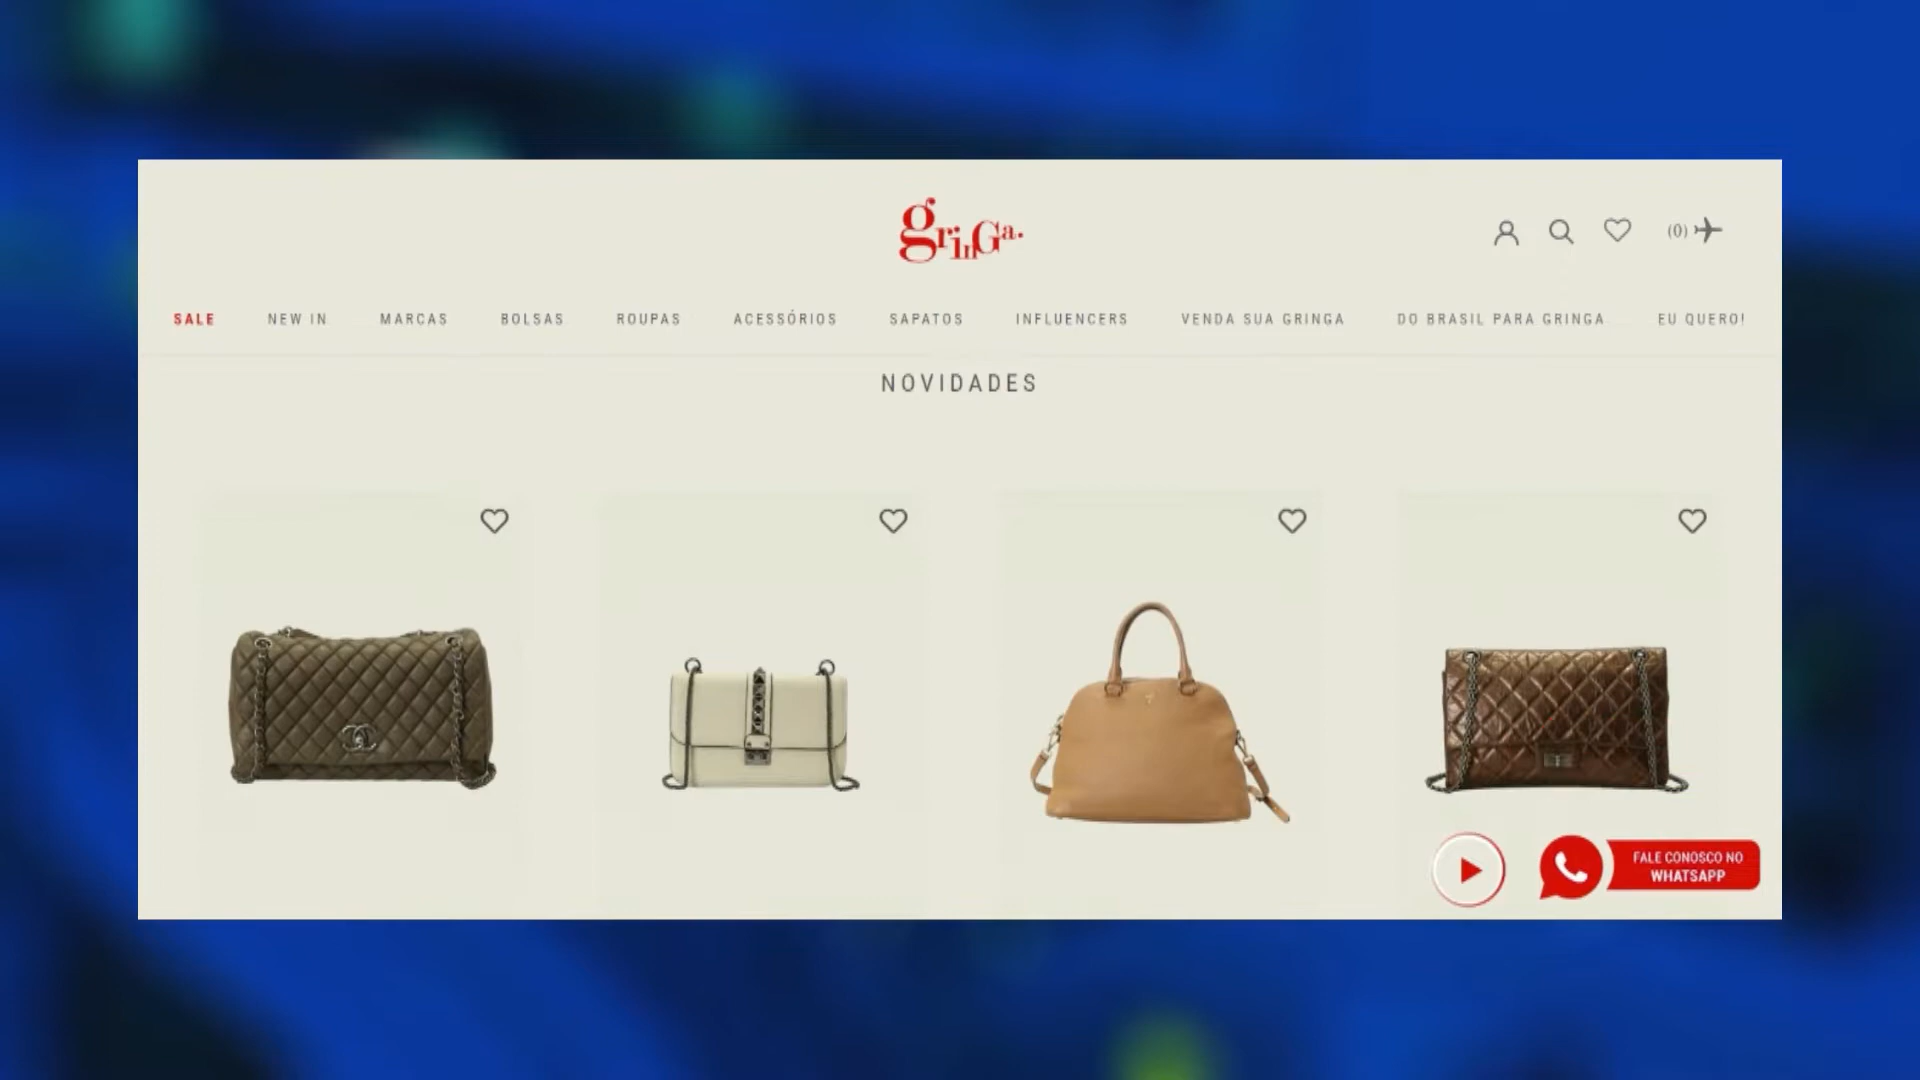 grinGa.
(0)
SALE NEW IN MARCAS BOLSAS ROUPAS ACESSÓRIOS SAPATOS INFLUENCERS VENDA SUA GRINGA DO BRASIL PARA GRINGA EU QUERO!
NOVIDADES
FALE CONOSCO NO
WHATSAPP